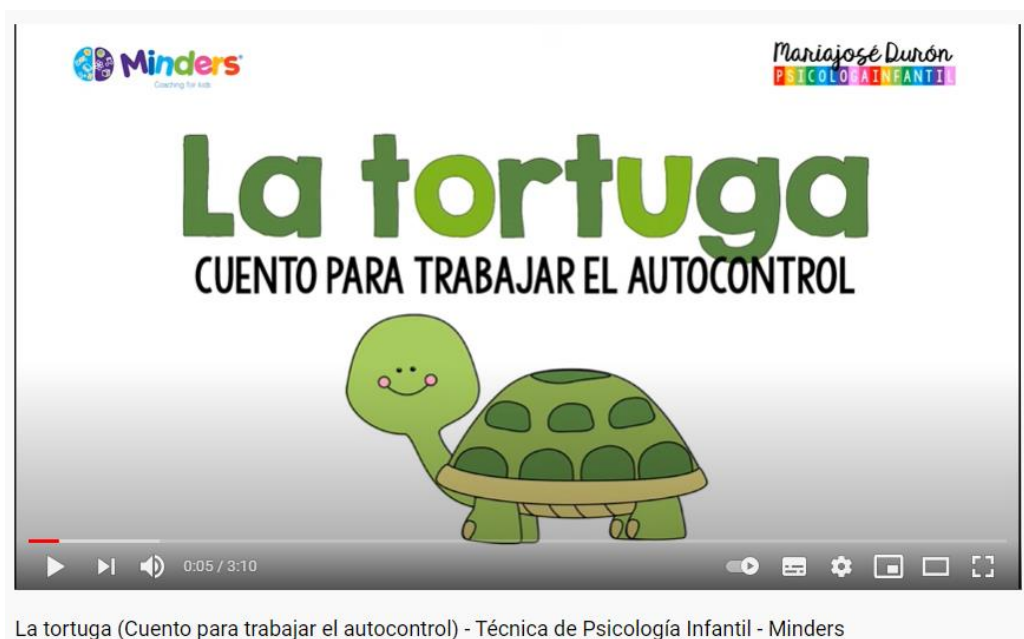 Minders
Coaching for kids
Mariajosé Durón
PSICOLOGAINFANTIL
La tortuga
CUENTO PARA TRABAJAR EL AUTOCONTROL
0:05 / 3:10
La tortuga (Cuento para trabajar el autocontrol) - Técnica de Psicología Infantil - Minders